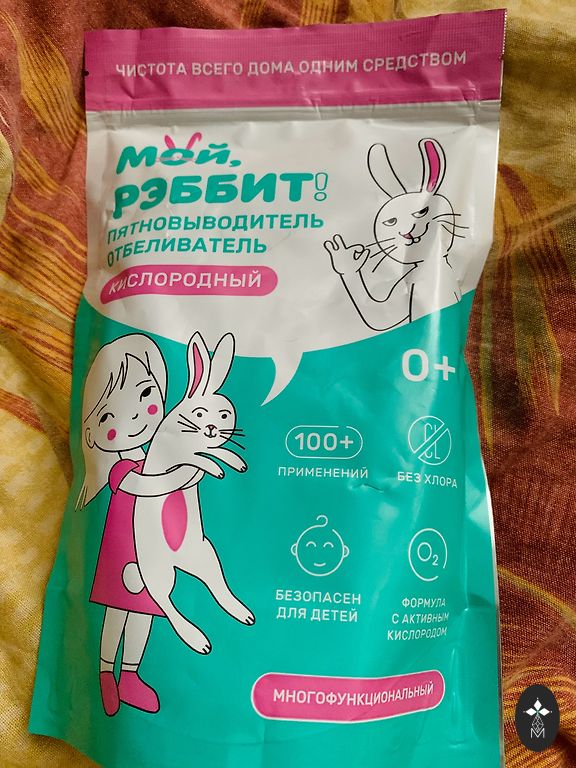 ЧИСТОТА ВСЕГО ДОМА ОДНИМ СРЕДСТВОМ
МОЙ,
РЭББИТ!
ПЯТНОВЫВОДИТЕЛЬ
ОТБЕЛИВАТЕЛЬ
КИСЛОРОДНЫЙ
0+
100+
ПРИМЕНЕНИЙ
CL
БЕЗ ХЛОРА
БЕЗОПАСЕН
ДЛЯ ДЕТЕЙ
O₂
ФОРМУЛА
С АКТИВНЫМ
КИСЛОРОДОМ
МНОГОФУНКЦИОНАЛЬНЫЙ
M